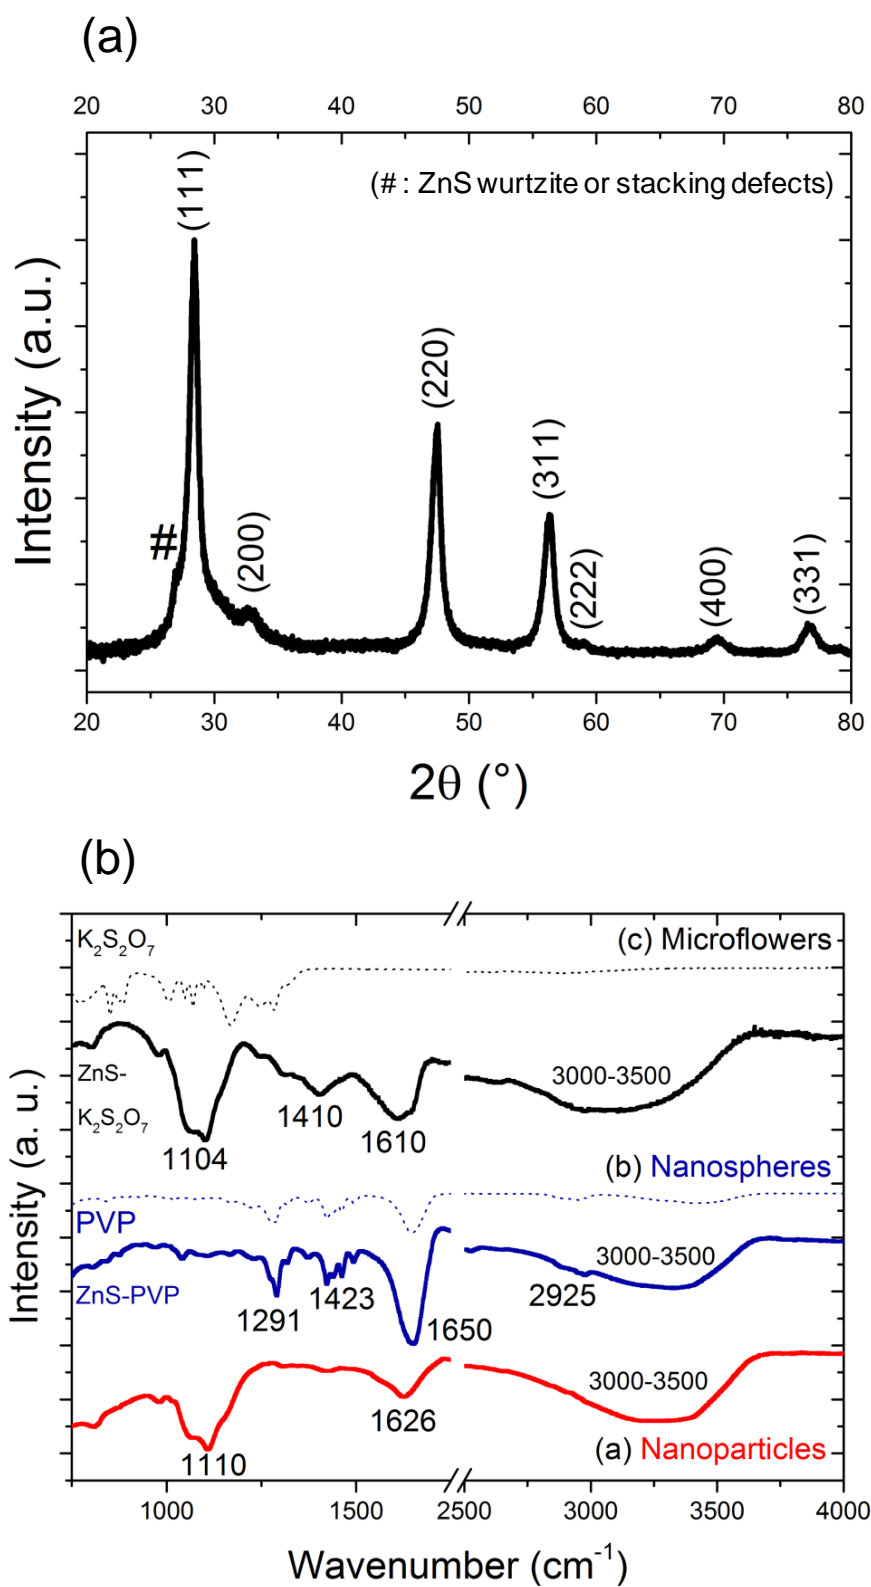 (a)
20 30 40 50 60 70 80
(# : ZnS wurtzite or stacking defects)
(111)
(220)
(311)
#
(200)
(222)
(400)
(331)
Intensity (a.u.)
20 30 40 50 60 70 80
2θ (°)
(b)
K₂S₂O₇
(c) Microflowers
ZnS-
K₂S₂O₇
3000-3500
1410
1104
1610
(b) Nanospheres
PVP
ZnS-PVP
3000-3500
2925
1291
1423
1650
3000-3500
1626
(a) Nanoparticles
1110
Intensity (a. u.)
1000 1500 2500 3000 3500 4000
Wavenumber (cm⁻¹)